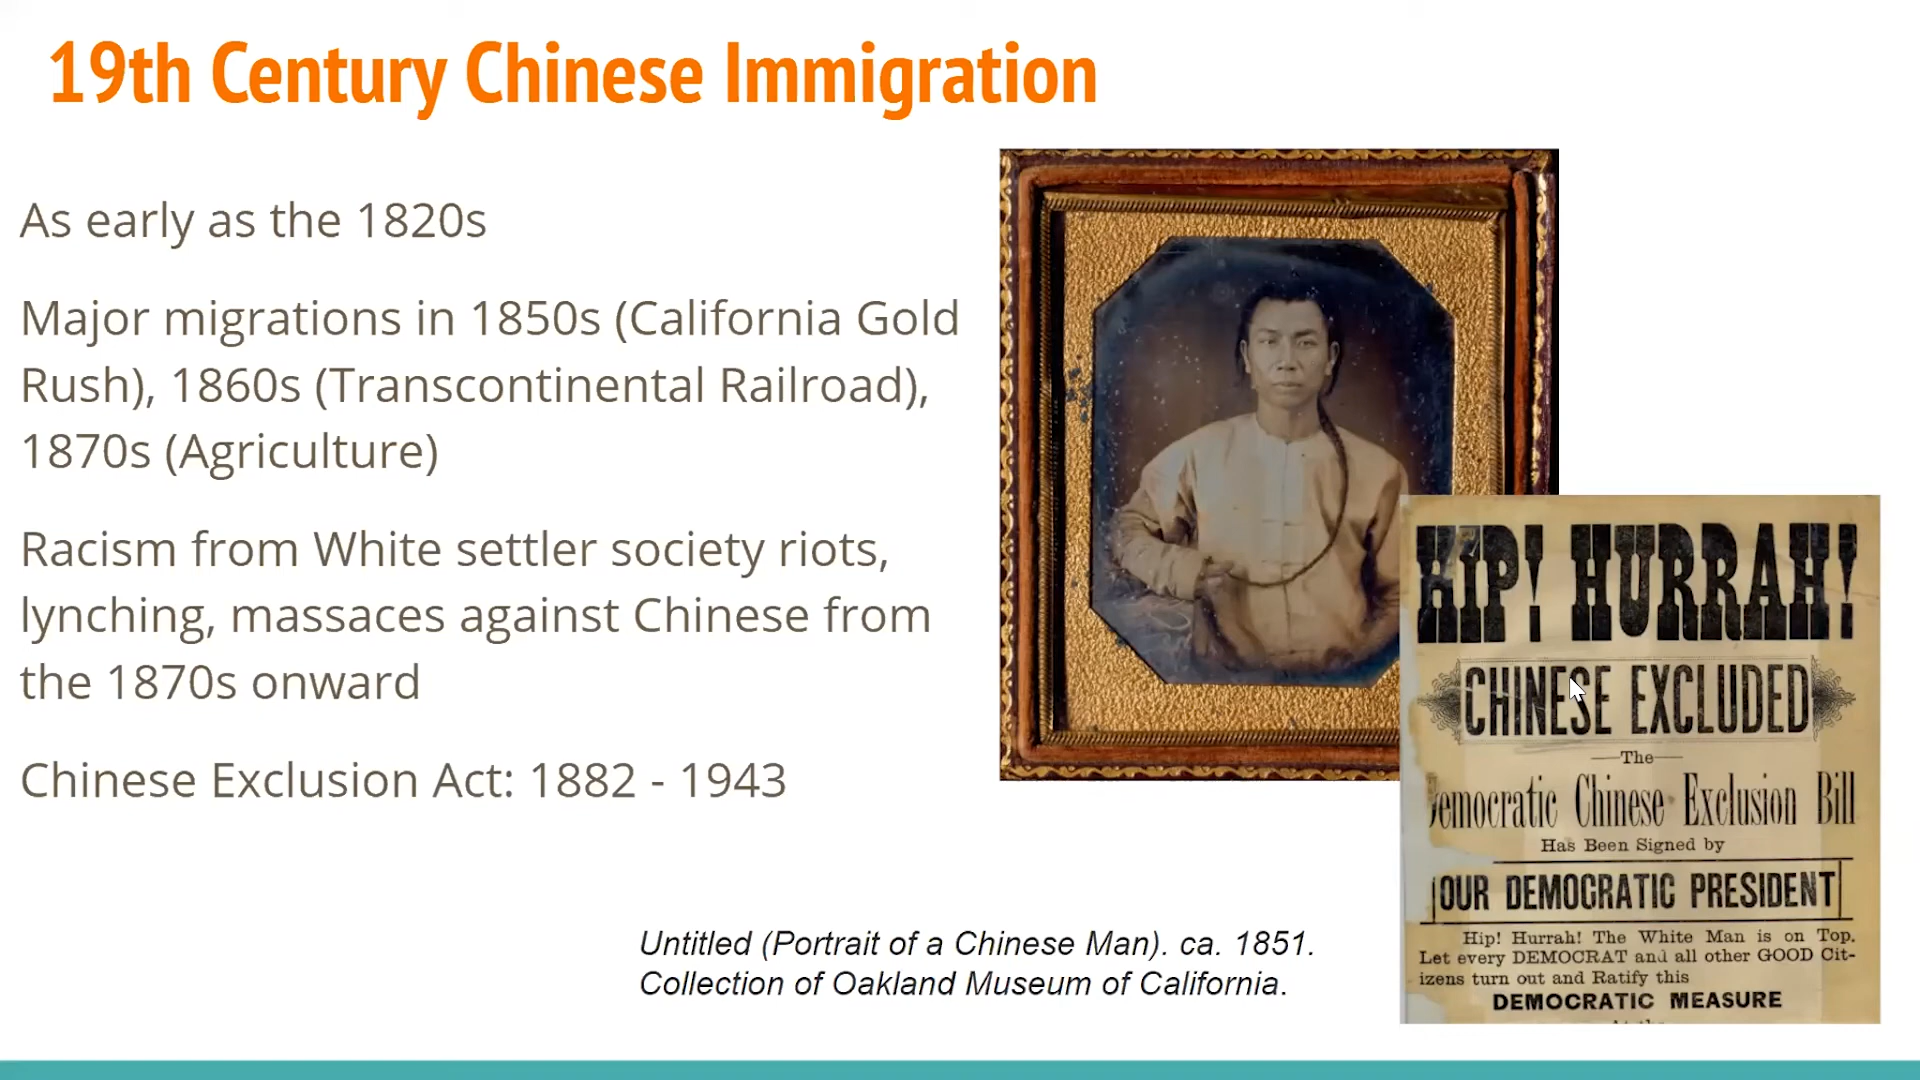 19th Century Chinese Immigration
As early as the 1820s
Major migrations in 1850s (California Gold
Rush), 1860s (Transcontinental Railroad),
1870s (Agriculture)
Racism from White settler society riots,
lynching, massaces against Chinese from
the 1870s onward
Chinese Exclusion Act: 1882 - 1943
Untitled (Portrait of a Chinese Man). ca. 1851.
Collection of Oakland Museum of California.
HIP! HURRAH!
CHINESE EXCLUDED
The
emocratic Chinese Exclusion Bill
Has Been Signed by
OUR DEMOCRATIC PRESIDENT
Hip! Hurrah! The White Man is on Top.
Let every DEMOCRAT and all other GOOD Cit-
izens turn out and Ratify this
DEMOCRATIC MEASURE